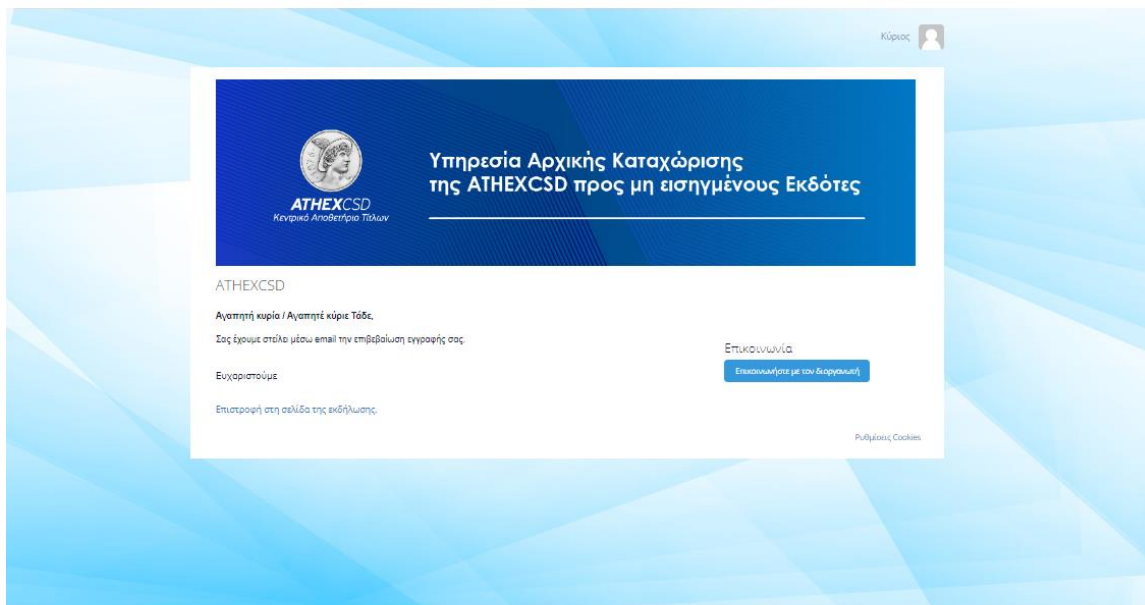 Κύριος
Υπηρεσία Αρχικής Καταχώρισης
της ATHEXCSD προς μη εισηγμένους Εκδότες
ATHEXCSD
Κεντρικό Αποθετήριο Τίτλων
ATHEXCSD
Αγαπητή κυρία / Αγαπητέ κύριε Τάδε,
Σας έχουμε στείλει μέσω email την επιβεβαίωση εγγραφής σας.
Επικοινωνία
Επικοινωνήστε με τον διοργανωτή
Ευχαριστούμε
Επιστροφή στη σελίδα της εκδήλωσης.
Ρυθμίσεις Cookies